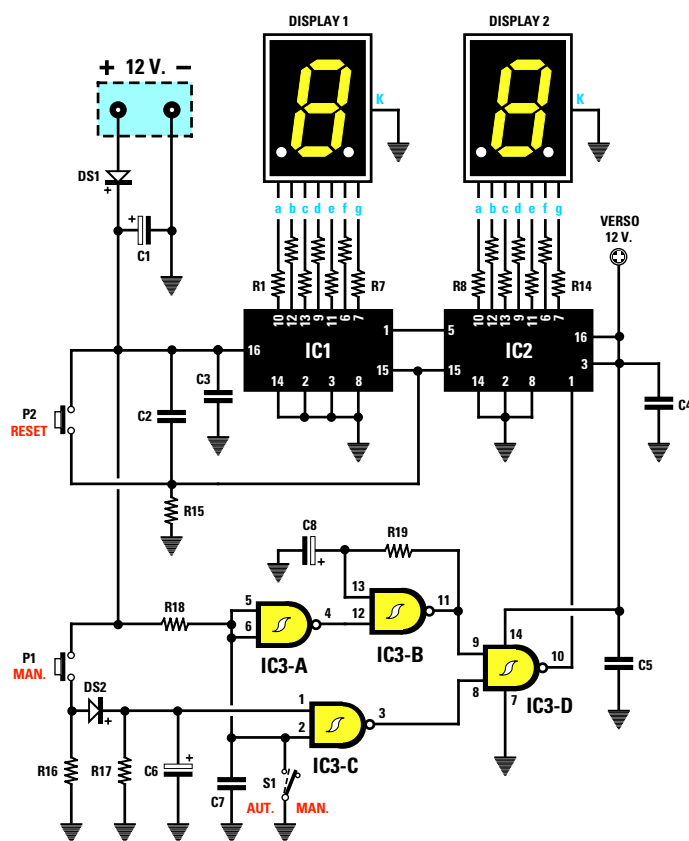 DISPLAY 1
DISPLAY 2
+ 12 V. −
K
K
DS1
+
+
C1
a b c d e f g
a b c d e f g
VERSO
12 V.
R1
R7
R8
R14
10 12 13 9 11 6 7
10 12 13 9 11 6 7
16
IC1
1
5
IC2
16
3
15
15
1
14 2 3 8
14 2 8
C3
C2
C4
P2
RESET
R15
C8
+
R19
R18
5
6
4
13
12
11
IC3-A
IC3-B
9
8
14
10
7
IC3-D
C5
P1
MAN.
DS2
+
1
2
3
IC3-C
R16
R17
C6
+
C7
S1
AUT.
MAN.